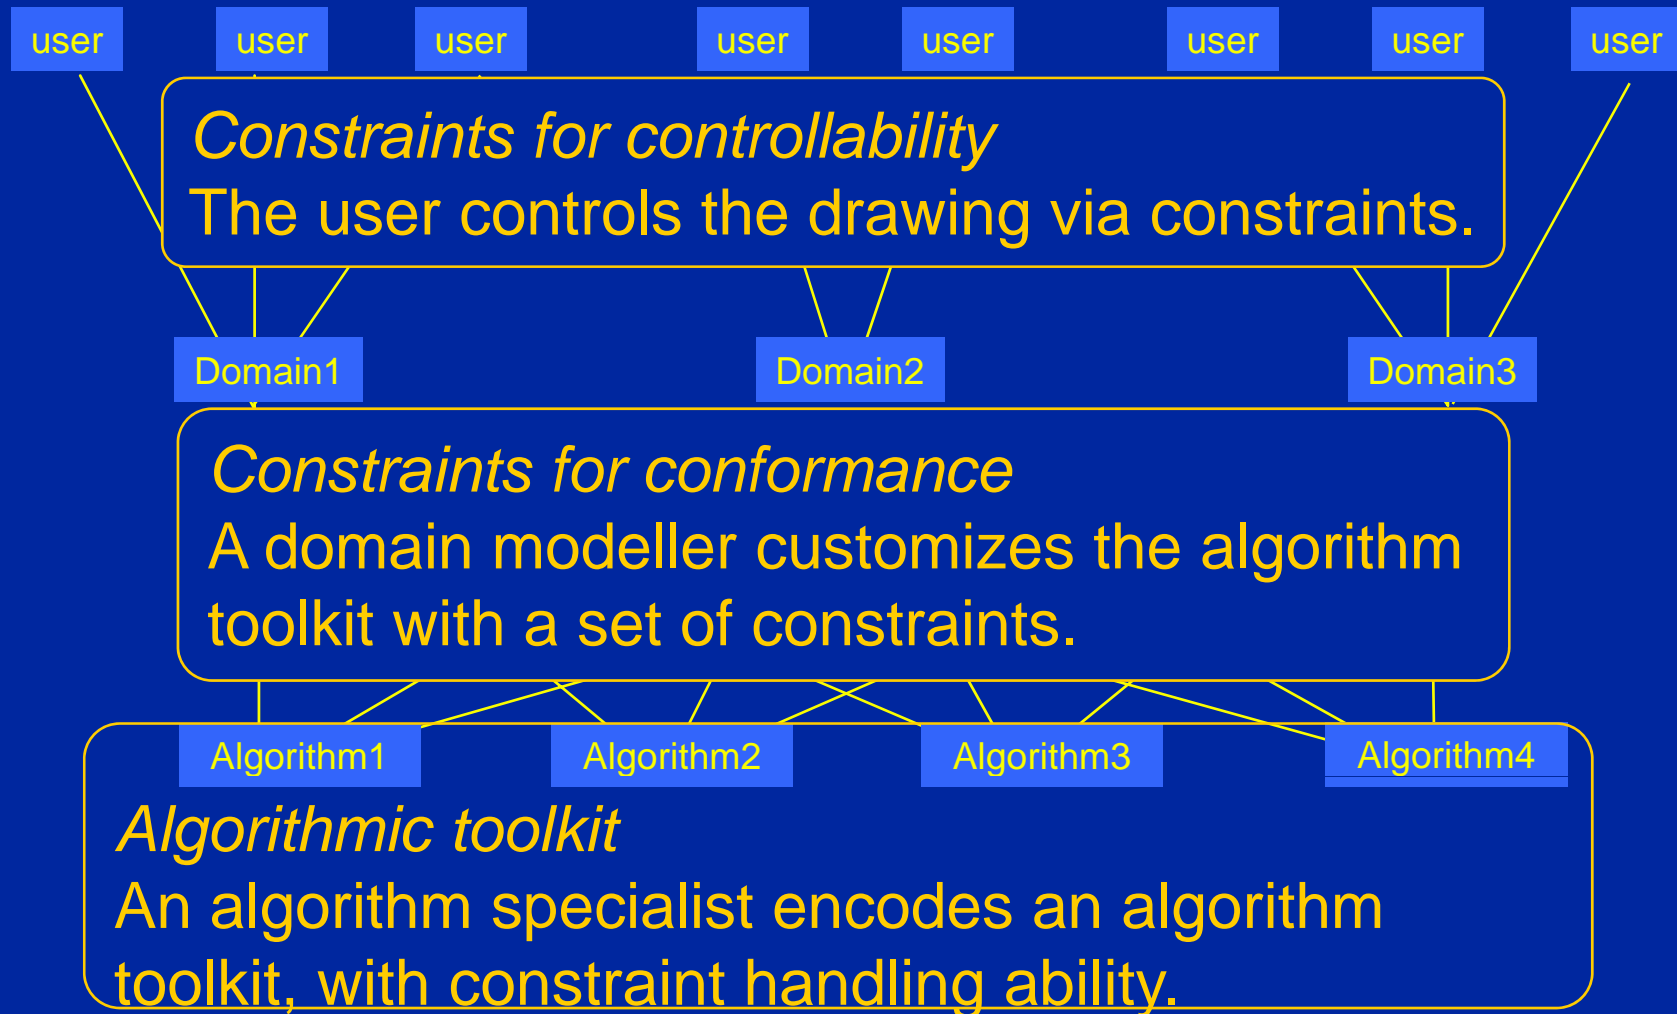 user user user user user user user user
Constraints for controllability
The user controls the drawing via constraints.
Domain1 Domain2 Domain3
Constraints for conformance
A domain modeller customizes the algorithm
toolkit with a set of constraints.
Algorithm1 Algorithm2 Algorithm3 Algorithm4
Algorithmic toolkit
An algorithm specialist encodes an algorithm
toolkit, with constraint handling ability.